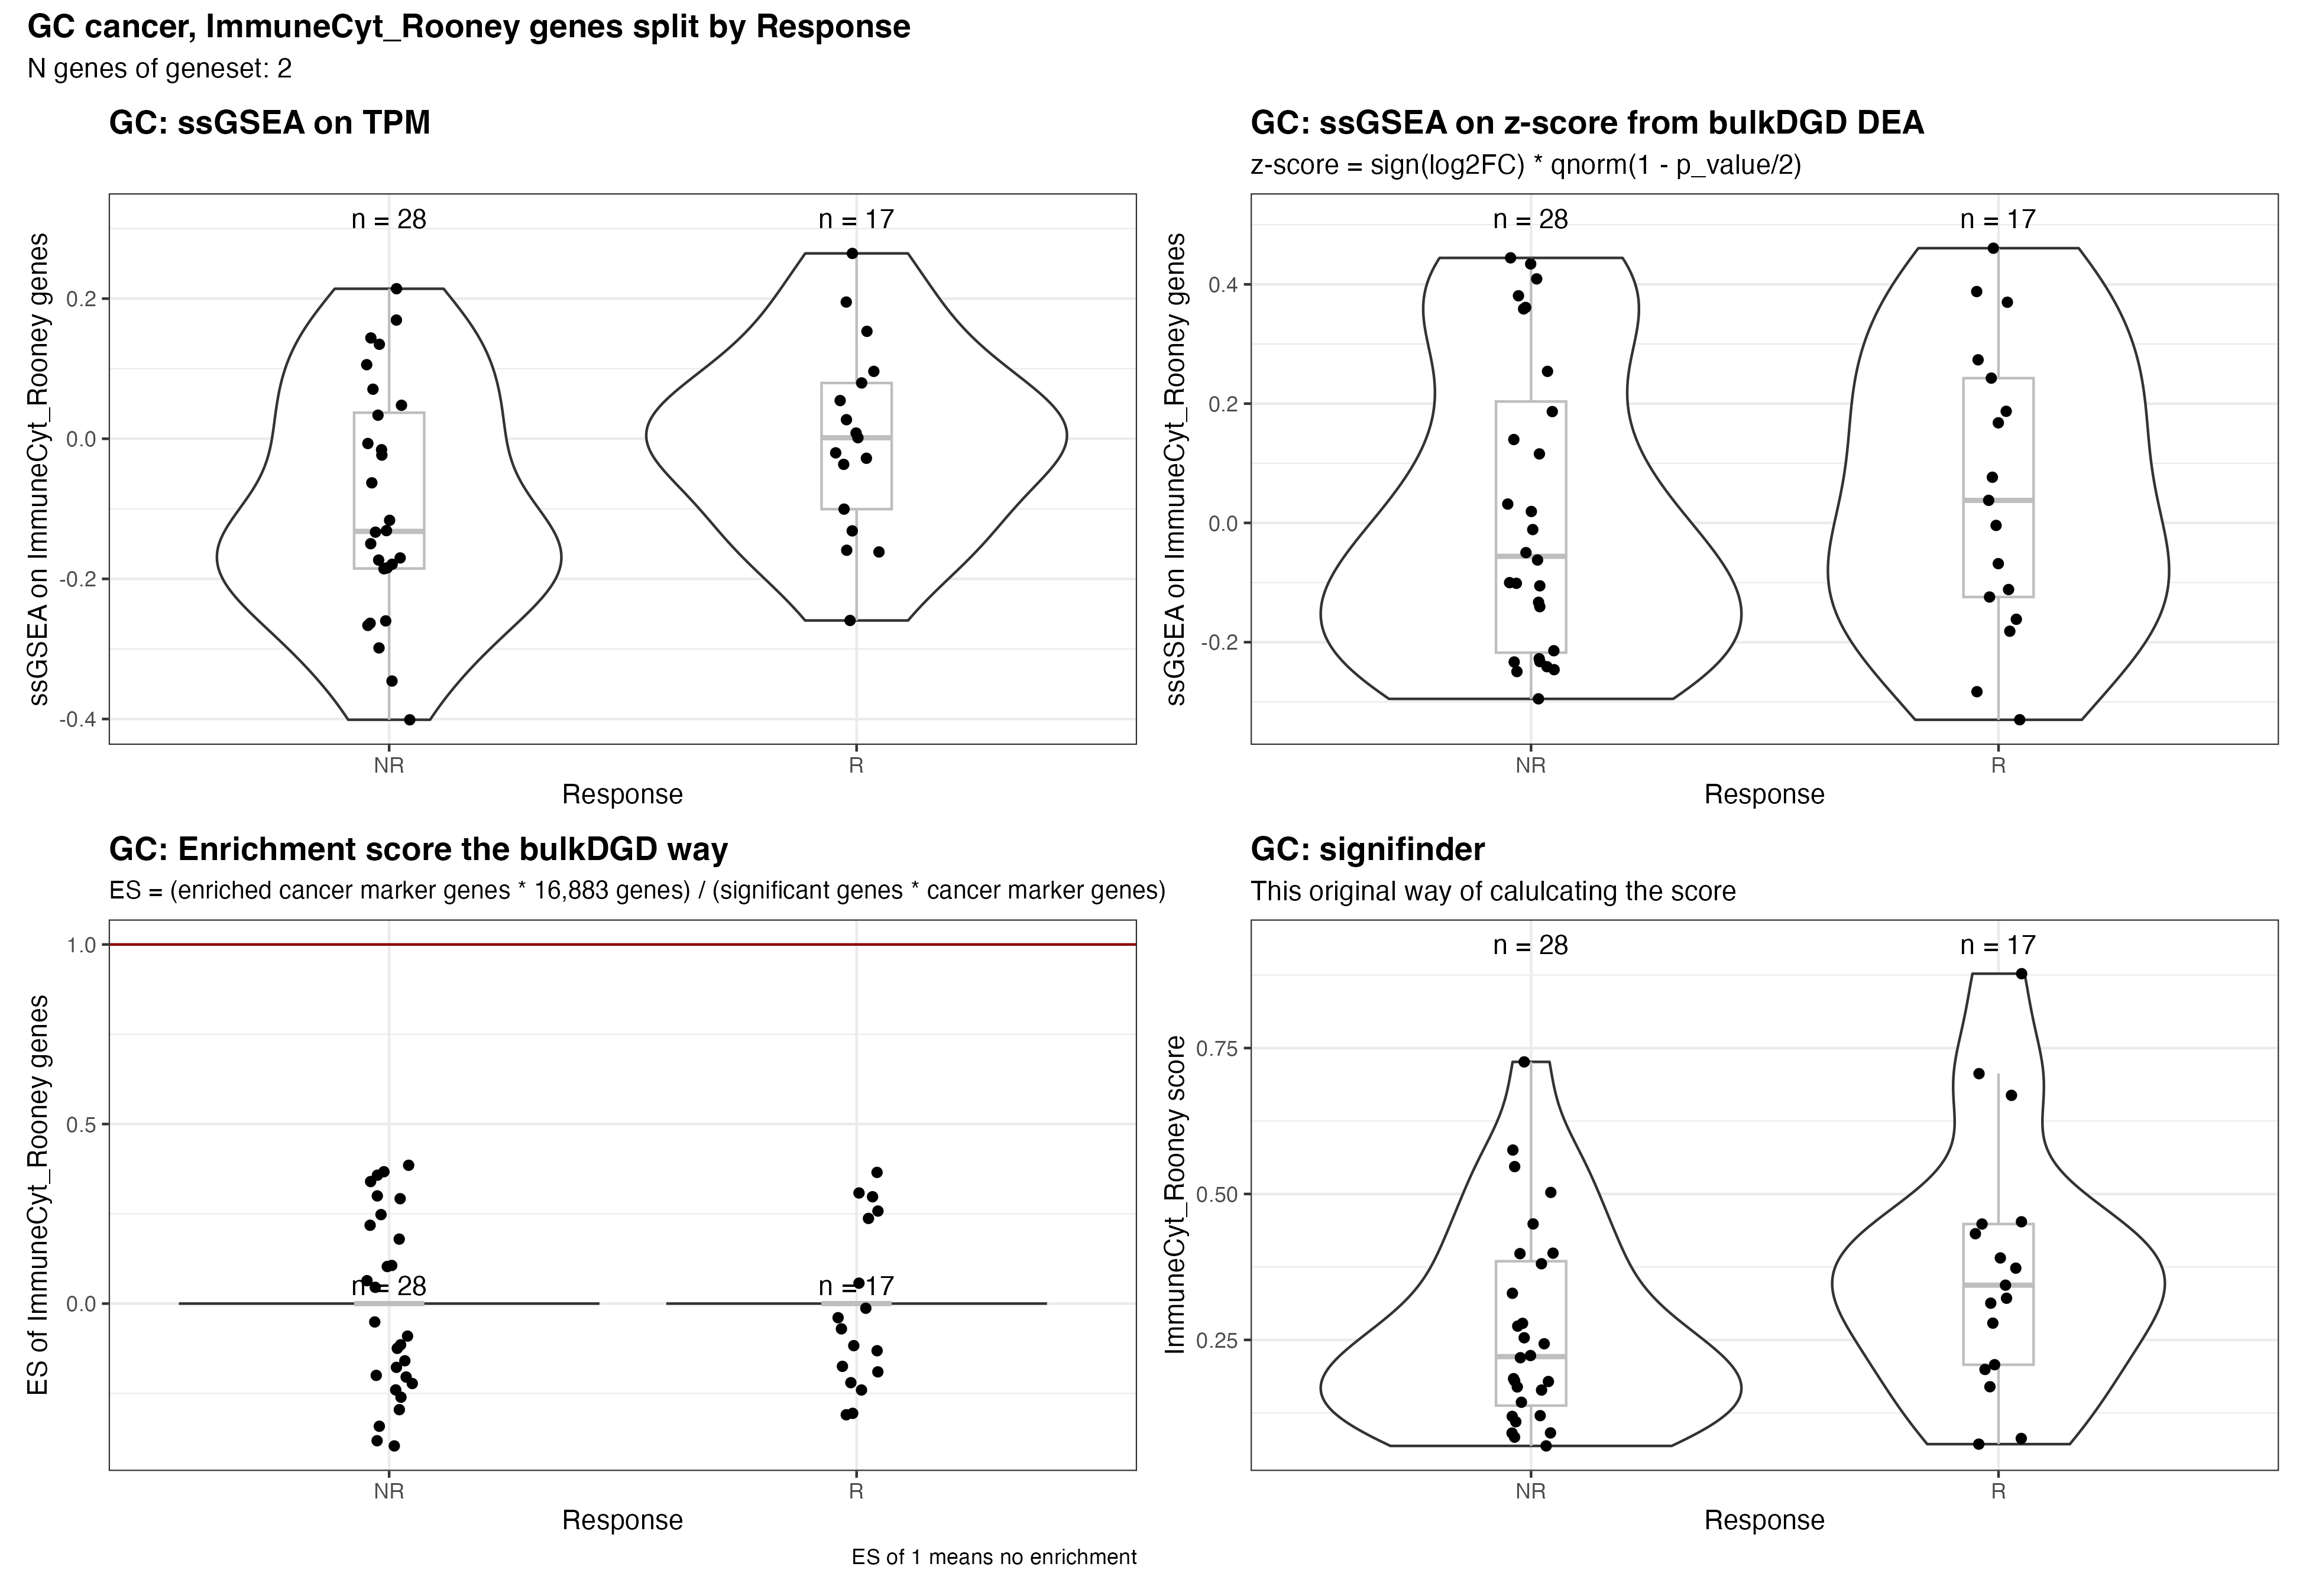 GC cancer, ImmuneCyt_Rooney genes split by Response
N genes of geneset: 2
GC: ssGSEA on TPM
ssGSEA on ImmuneCyt_Rooney genes
n = 28
n = 17
0.2
0.0
-0.2
-0.4
NR
R
Response
GC: ssGSEA on z-score from bulkDGD DEA
z-score = sign(log2FC) * qnorm(1 - p_value/2)
ssGSEA on ImmuneCyt_Rooney genes
n = 28
n = 17
0.4
0.2
0.0
-0.2
NR
R
Response
GC: Enrichment score the bulkDGD way
ES = (enriched cancer marker genes * 16,883 genes) / (significant genes * cancer marker genes)
ES of ImmuneCyt_Rooney genes
1.0
0.5
0.0
n = 28
n = 17
NR
R
Response
ES of 1 means no enrichment
GC: signifinder
This original way of calulcating the score
ImmuneCyt_Rooney score
n = 28
n = 17
0.75
0.50
0.25
NR
R
Response